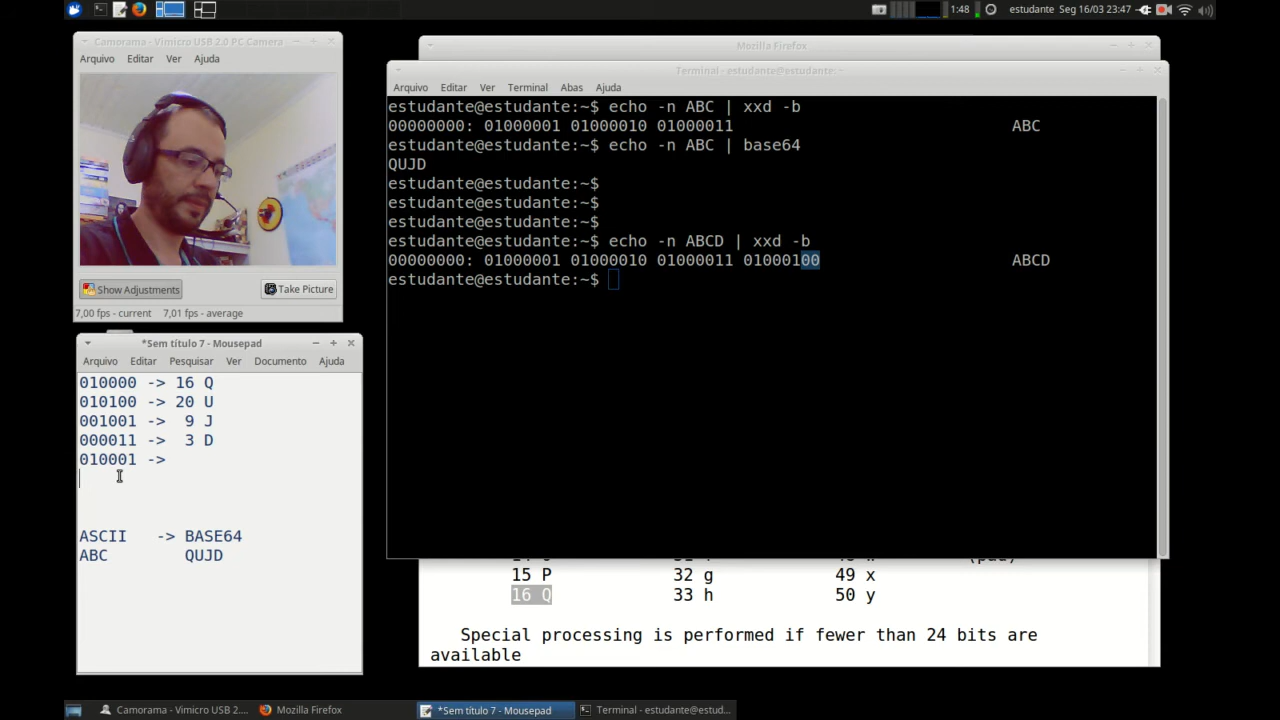 1:48 estudante Seg 16/03 23:47
Camorama - Vimicro USB 2.0 PC Camera
Arquivo Editar Ver Ajuda
Show Adjustments Take Picture
7,00 fps - current 7,01 fps - average
Mozilla Firefox
Terminal - estudante@estudante: ~
Arquivo Editar Ver Terminal Abas Ajuda
estudante@estudante:~$ echo -n ABC | xxd -b
00000000: 01000001 01000010 01000011 ABC
estudante@estudante:~$ echo -n ABC | base64
QUJD
estudante@estudante:~$
estudante@estudante:~$
estudante@estudante:~$
estudante@estudante:~$ echo -n ABCD | xxd -b
00000000: 01000001 01000010 01000011 01000100 ABCD
estudante@estudante:~$
*Sem título 7 - Mousepad
Arquivo Editar Pesquisar Ver Documento Ajuda
010000 -> 16 Q
010100 -> 20 U
001001 -> 9 J
000011 -> 3 D
010001 ->
ASCII -> BASE64
ABC QUJD
15 P 32 g 49 x
16 Q 33 h 50 y
Special processing is performed if fewer than 24 bits are
available
Camorama - Vimicro USB 2.... Mozilla Firefox *Sem título 7 - Mousepad Terminal - estudante@estud...